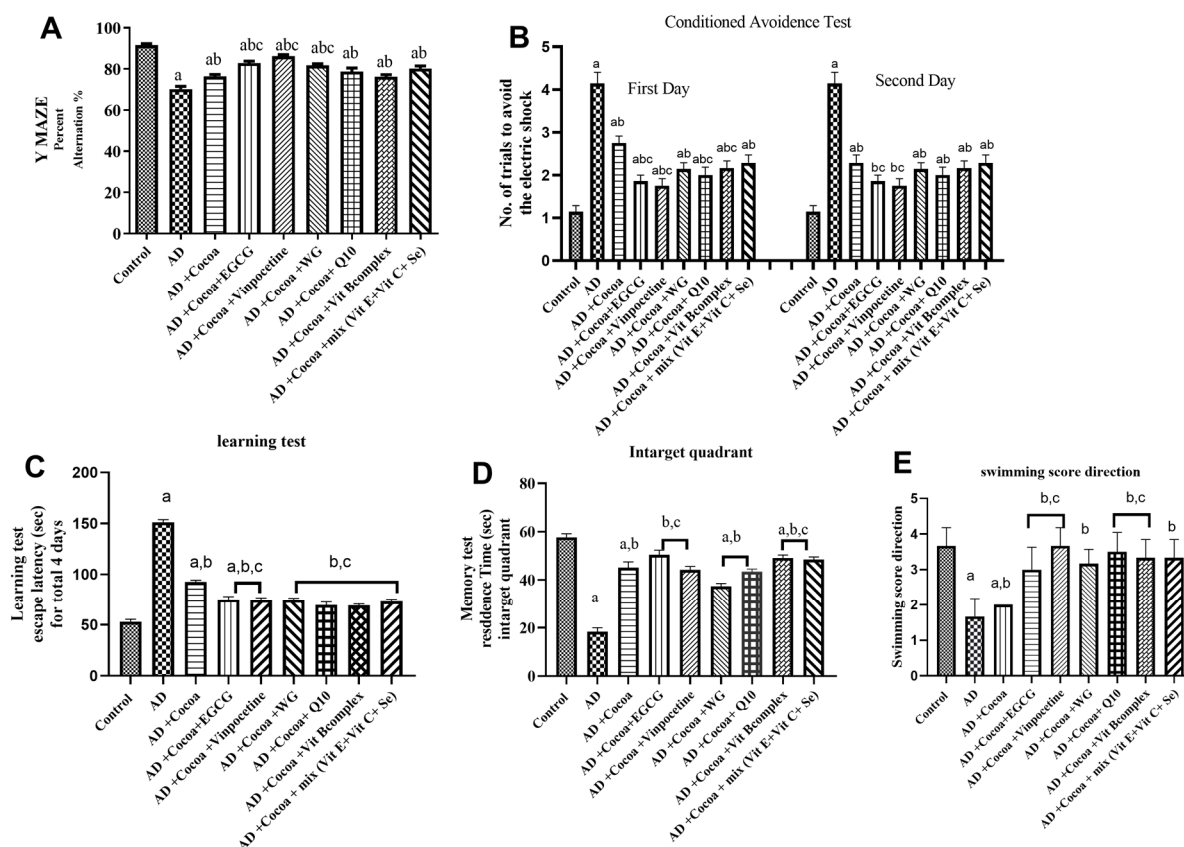 A
Y MAZE
Percent
Alternation %
100
80
60
40
20
0
a
ab
abc
abc
abc
ab
ab
ab
Control
AD
AD +Cocoa
AD +Cocoa+EGCG
AD +Cocoa +Vinpocetine
AD +Cocoa +WG
AD +Cocoa+ Q10
AD +Cocoa +Vit Bcomplex
AD +Cocoa +mix (Vit E+Vit C+ Se)
B
Conditioned Avoidence Test
First Day
Second Day
No. of trials to avoid
the electric shock
5
4
3
2
1
0
a
ab
abc
abc
ab
abc
abc
ab
a
ab
bc
bc
ab
ab
ab
ab
Control
AD
AD +Cocoa
AD +Cocoa+EGCG
AD +Cocoa +Vinpocetine
AD +Cocoa +WG
AD +Cocoa+ Q10
AD +Cocoa +Vit Bcomplex
AD +Cocoa + mix (Vit E+Vit C+ Se)
Control
AD
AD +Cocoa
AD +Cocoa+EGCG
AD +Cocoa +Vinpocetine
AD +Cocoa +WG
AD +Cocoa+ Q10
AD +Cocoa +Vit Bcomplex
AD +Cocoa + mix (Vit E+Vit C+ Se)
C
learning test
Learning test
escape latency (sec)
for total 4 days
200
150
100
50
0
a
a,b
a,b,c
b,c
Control
AD
AD +Cocoa
AD +Cocoa+EGCG
AD +Cocoa +Vinpocetine
AD +Cocoa +WG
AD +Cocoa+ Q10
AD +Cocoa +Vit Bcomplex
AD +Cocoa + mix (Vit E+Vit C+ Se)
D
Intarget quadrant
Memory test
resddence Time (sec)
intarget quadrant
80
60
40
20
0
a
a,b
b,c
a,b
a,b,c
Control
AD
AD +Cocoa
AD +Cocoa+EGCG
AD +Cocoa +Vinpocetine
AD +Cocoa +WG
AD +Cocoa+ Q10
AD +Cocoa +Vit Bcomplex
AD +Cocoa + mix (Vit E+Vit C+ Se)
E
swimming score direction
Swimming score direction
5
4
3
2
1
0
a
a,b
b,c
b
b,c
b
Control
AD
AD +Cocoa
AD +Cocoa+EGCG
AD +Cocoa +Vinpocetine
AD +Cocoa +WG
AD +Cocoa+ Q10
AD +Cocoa +Vit Bcomplex
AD +Cocoa + mix (Vit E+Vit C+ Se)